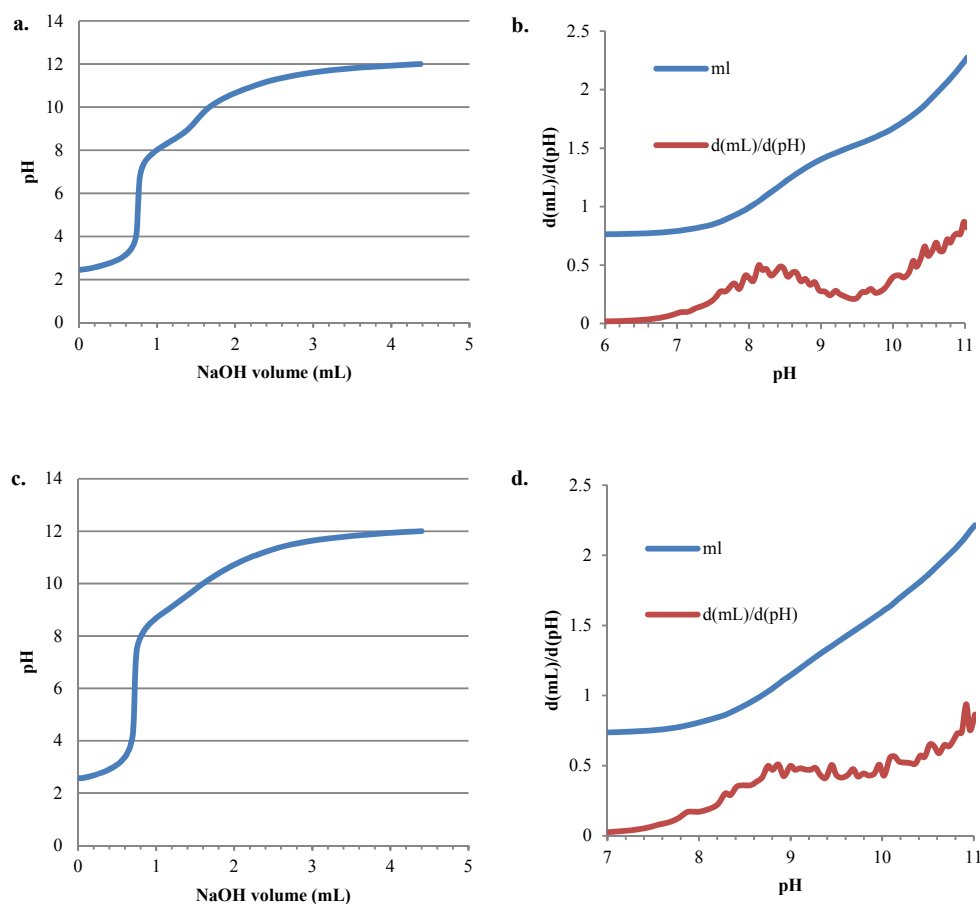 a.
14
12
10
8
6
4
2
0
pH
0 1 2 3 4 5
NaOH volume (mL)
b.
2.5
2
1.5
1
0.5
0
d(mL)/d(pH)
ml
d(mL)/d(pH)
6 7 8 9 10 11
pH
c.
14
12
10
8
6
4
2
0
pH
0 1 2 3 4 5
NaOH volume (mL)
d.
2.5
2
1.5
1
0.5
0
d(mL)/d(pH)
ml
d(mL)/d(pH)
7 8 9 10 11
pH